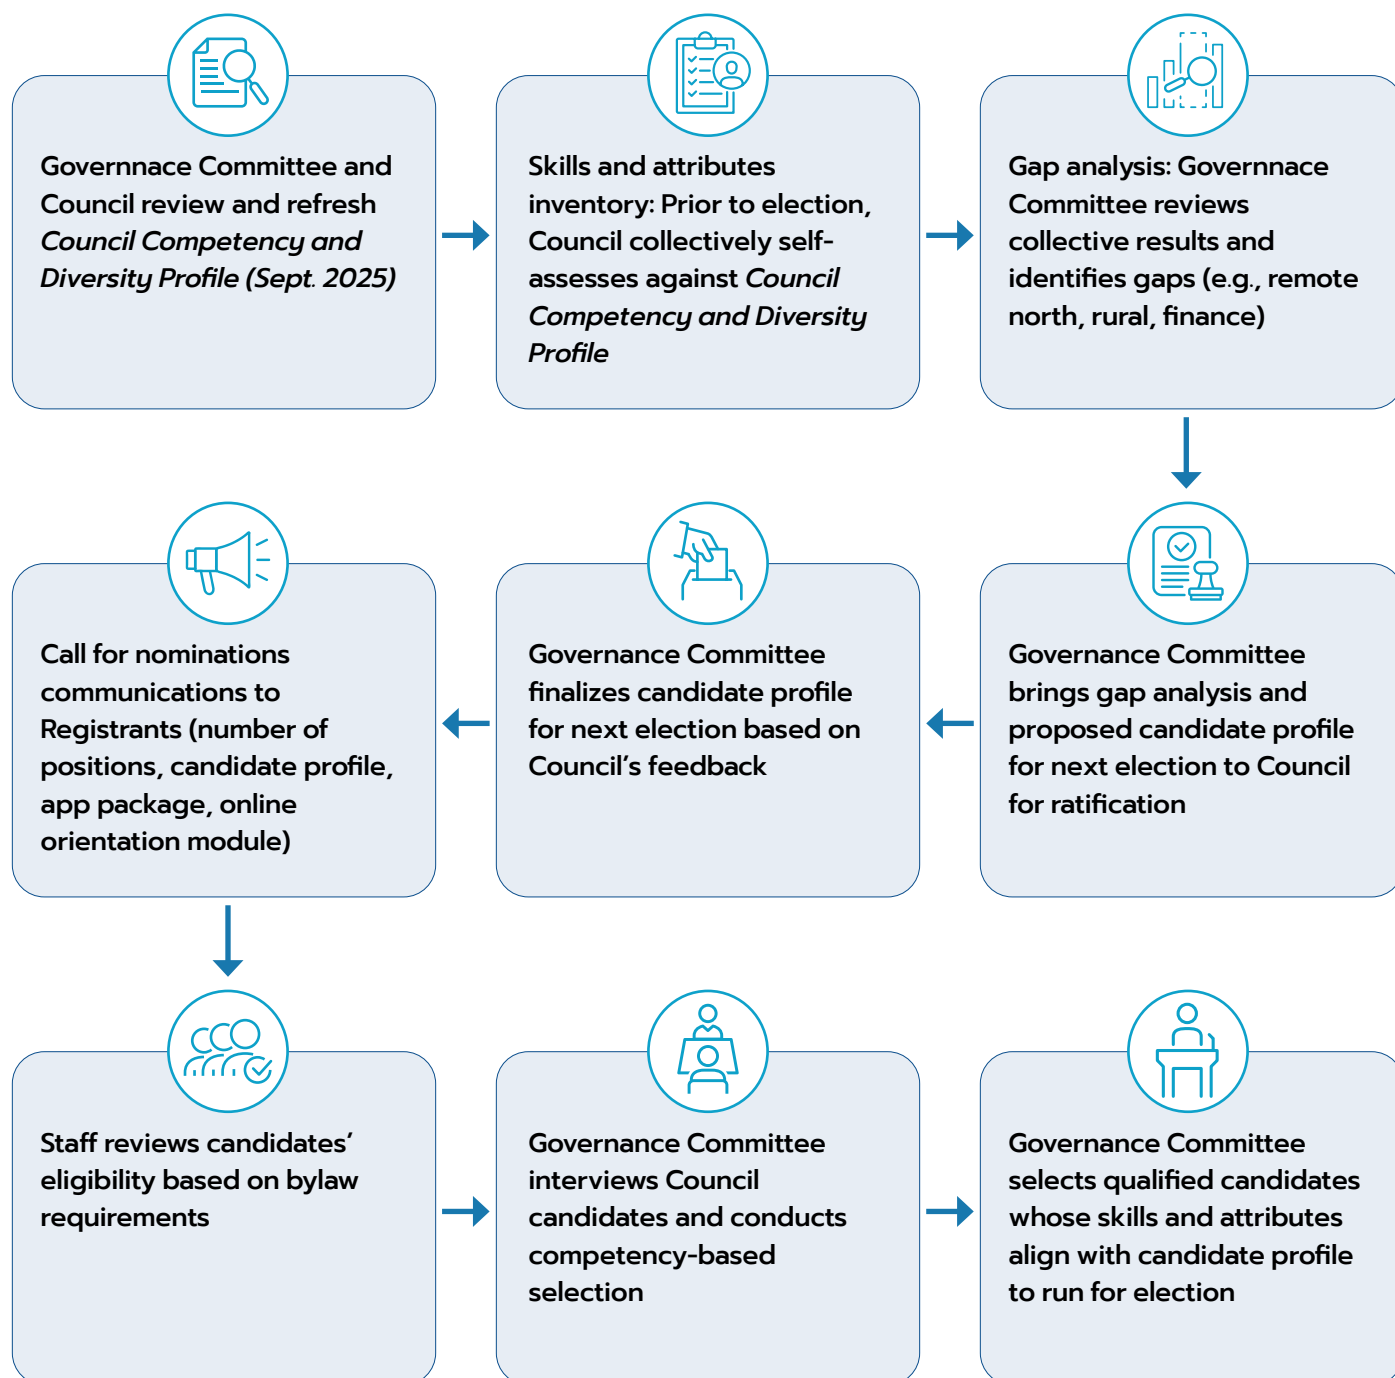 Governnace Committee and
Council review and refresh
Council Competency and
Diversity Profile (Sept. 2025)
Skills and attributes
inventory: Prior to election,
Council collectively self-
assesses against Council
Competency and Diversity
Profile
Gap analysis: Governnace
Committee reviews
collective results and
identifies gaps (e.g., remote
north, rural, finance)
Governance Committee
brings gap analysis and
proposed candidate profile
for next election to Council
for ratification
Governance Committee
finalizes candidate profile
for next election based on
Council’s feedback
Call for nominations
communications to
Registrants (number of
positions, candidate profile,
app package, online
orientation module)
Staff reviews candidates’
eligibility based on bylaw
requirements
Governance Committee
interviews Council
candidates and conducts
competency-based
selection
Governance Committee
selects qualified candidates
whose skills and attributes
align with candidate profile
to run for election